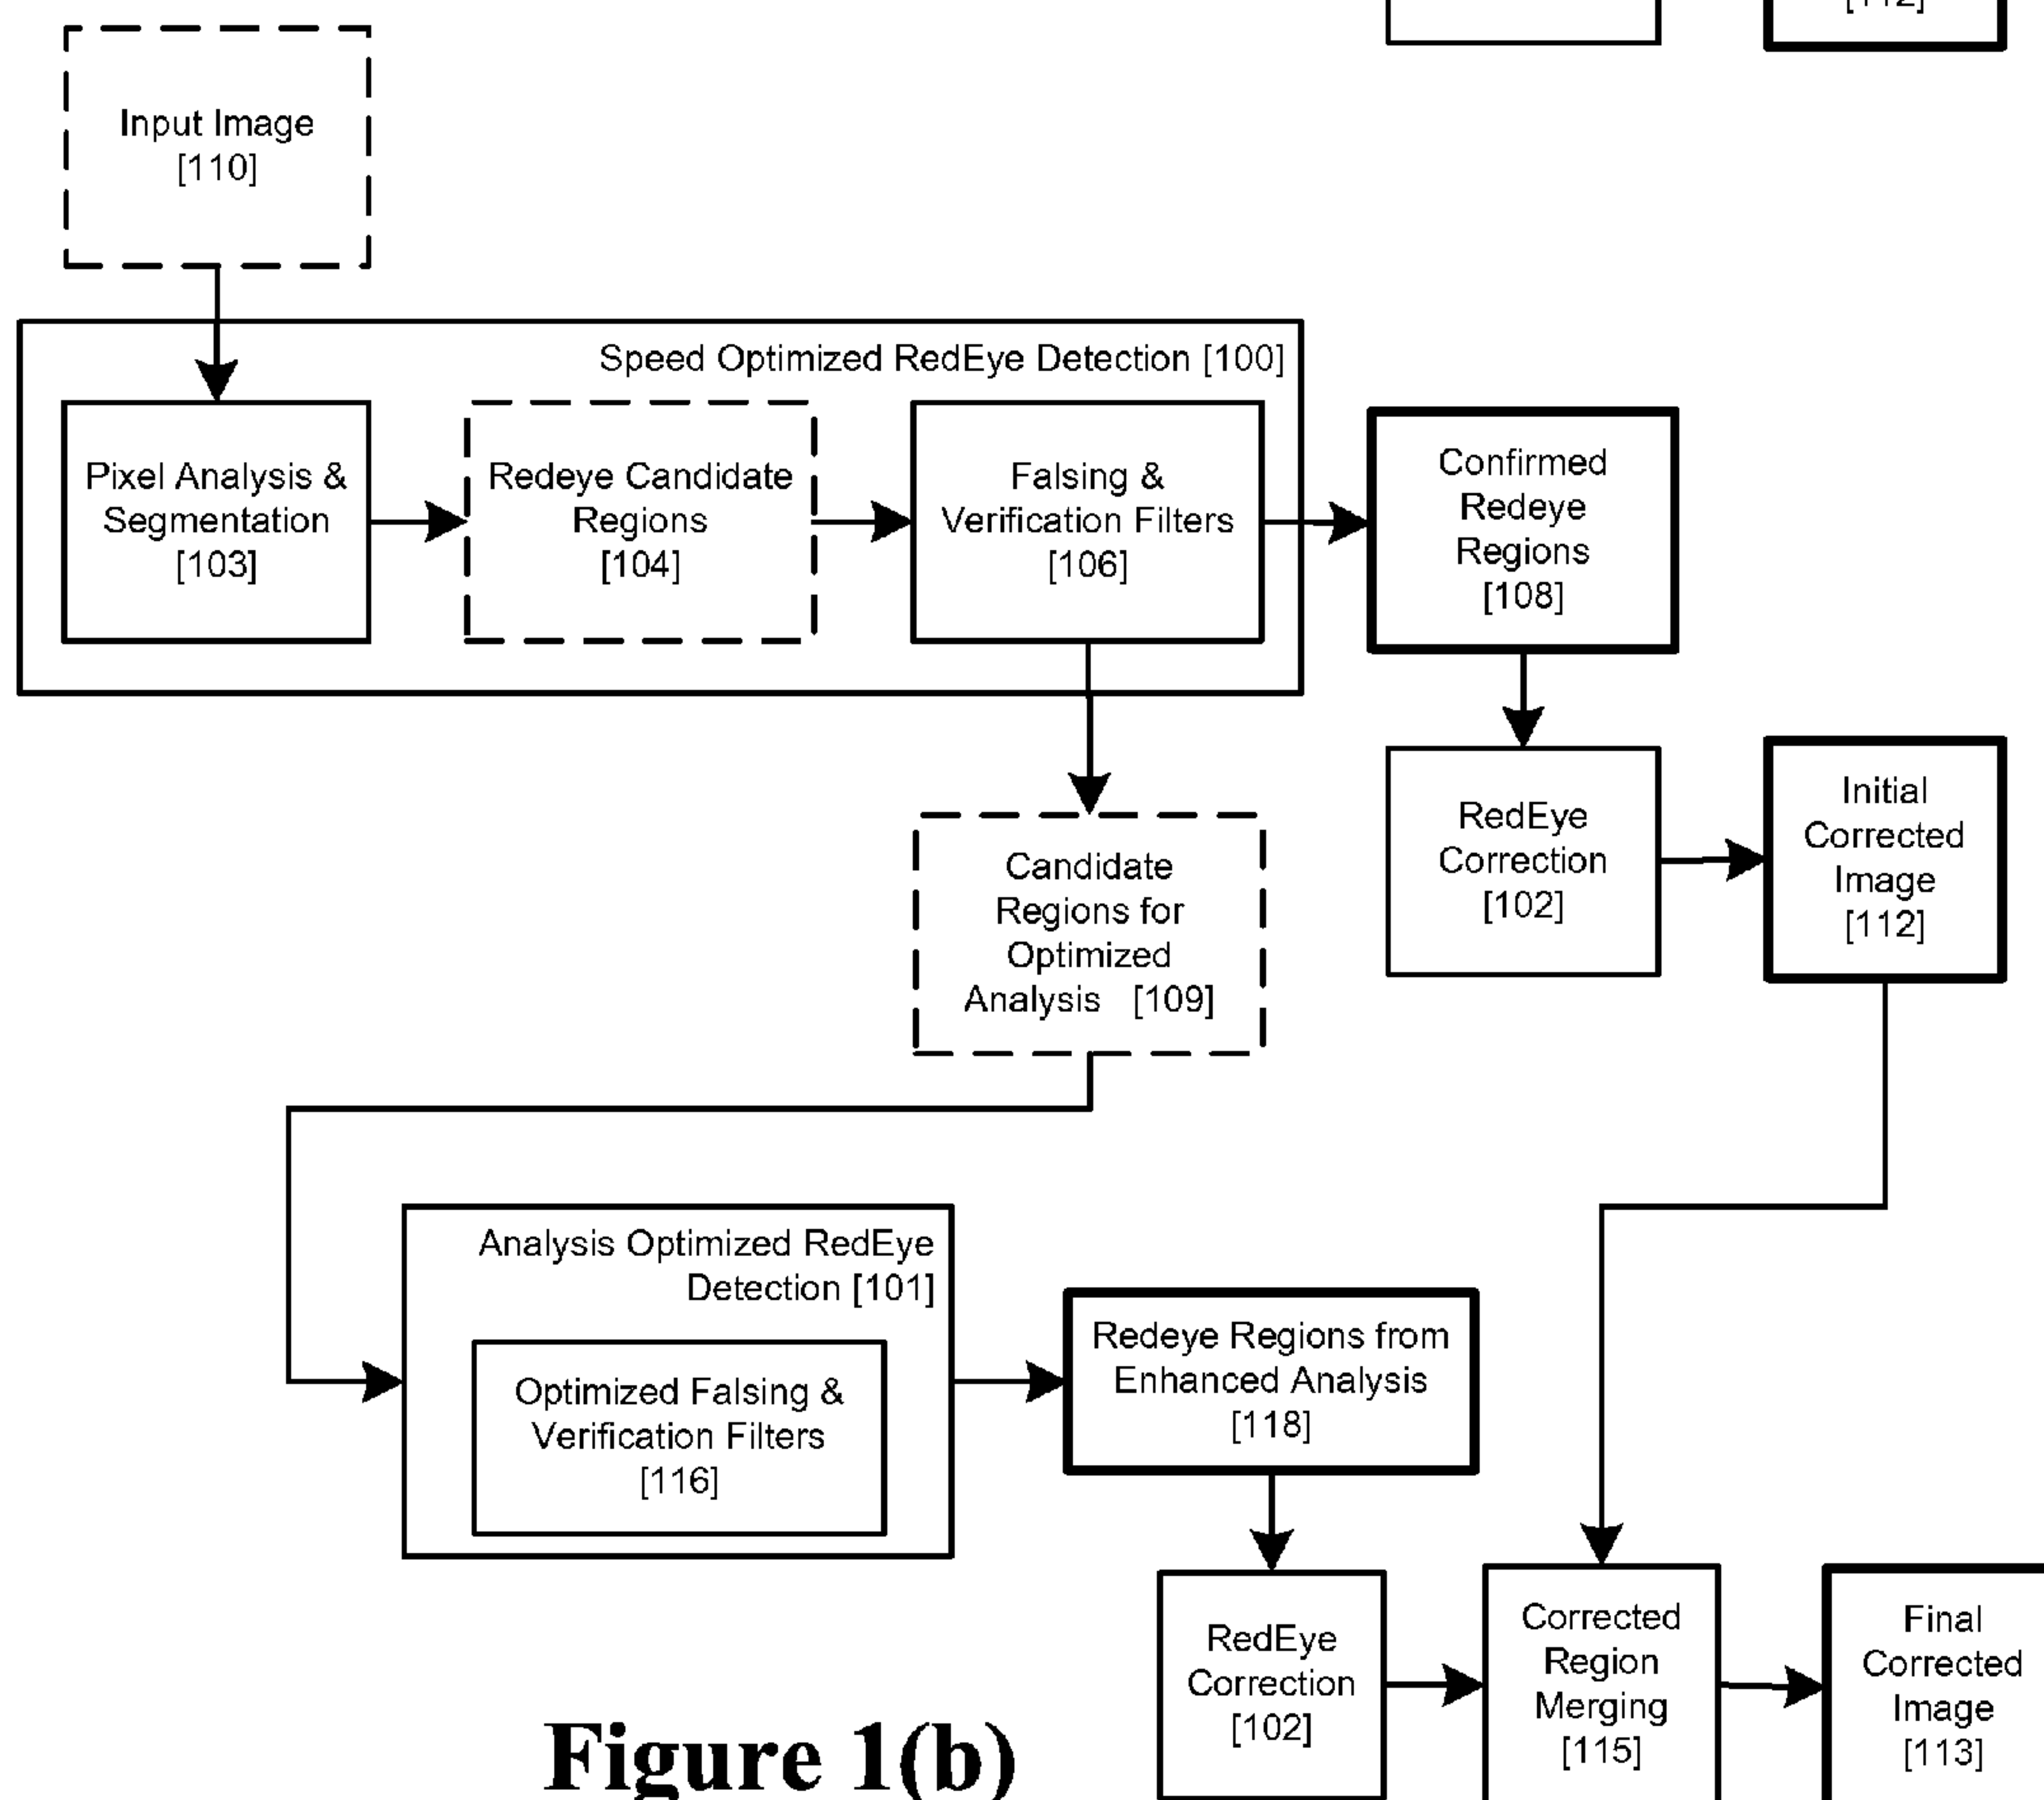 [112]
Input Image
[110]
Speed Optimized RedEye Detection [100]
Pixel Analysis &
Segmentation
[103]
Redeye Candidate
Regions
[104]
Falsing &
Verification Filters
[106]
Confirmed
Redeye
Regions
[108]
RedEye
Correction
[102]
Initial
Corrected
Image
[112]
Candidate
Regions for
Optimized
Analysis [109]
Analysis Optimized RedEye
Detection [101]
Optimized Falsing &
Verification Filters
[116]
Redeye Regions from
Enhanced Analysis
[118]
RedEye
Correction
[102]
Corrected
Region
Merging
[115]
Final
Corrected
Image
[113]
Figure 1(b)